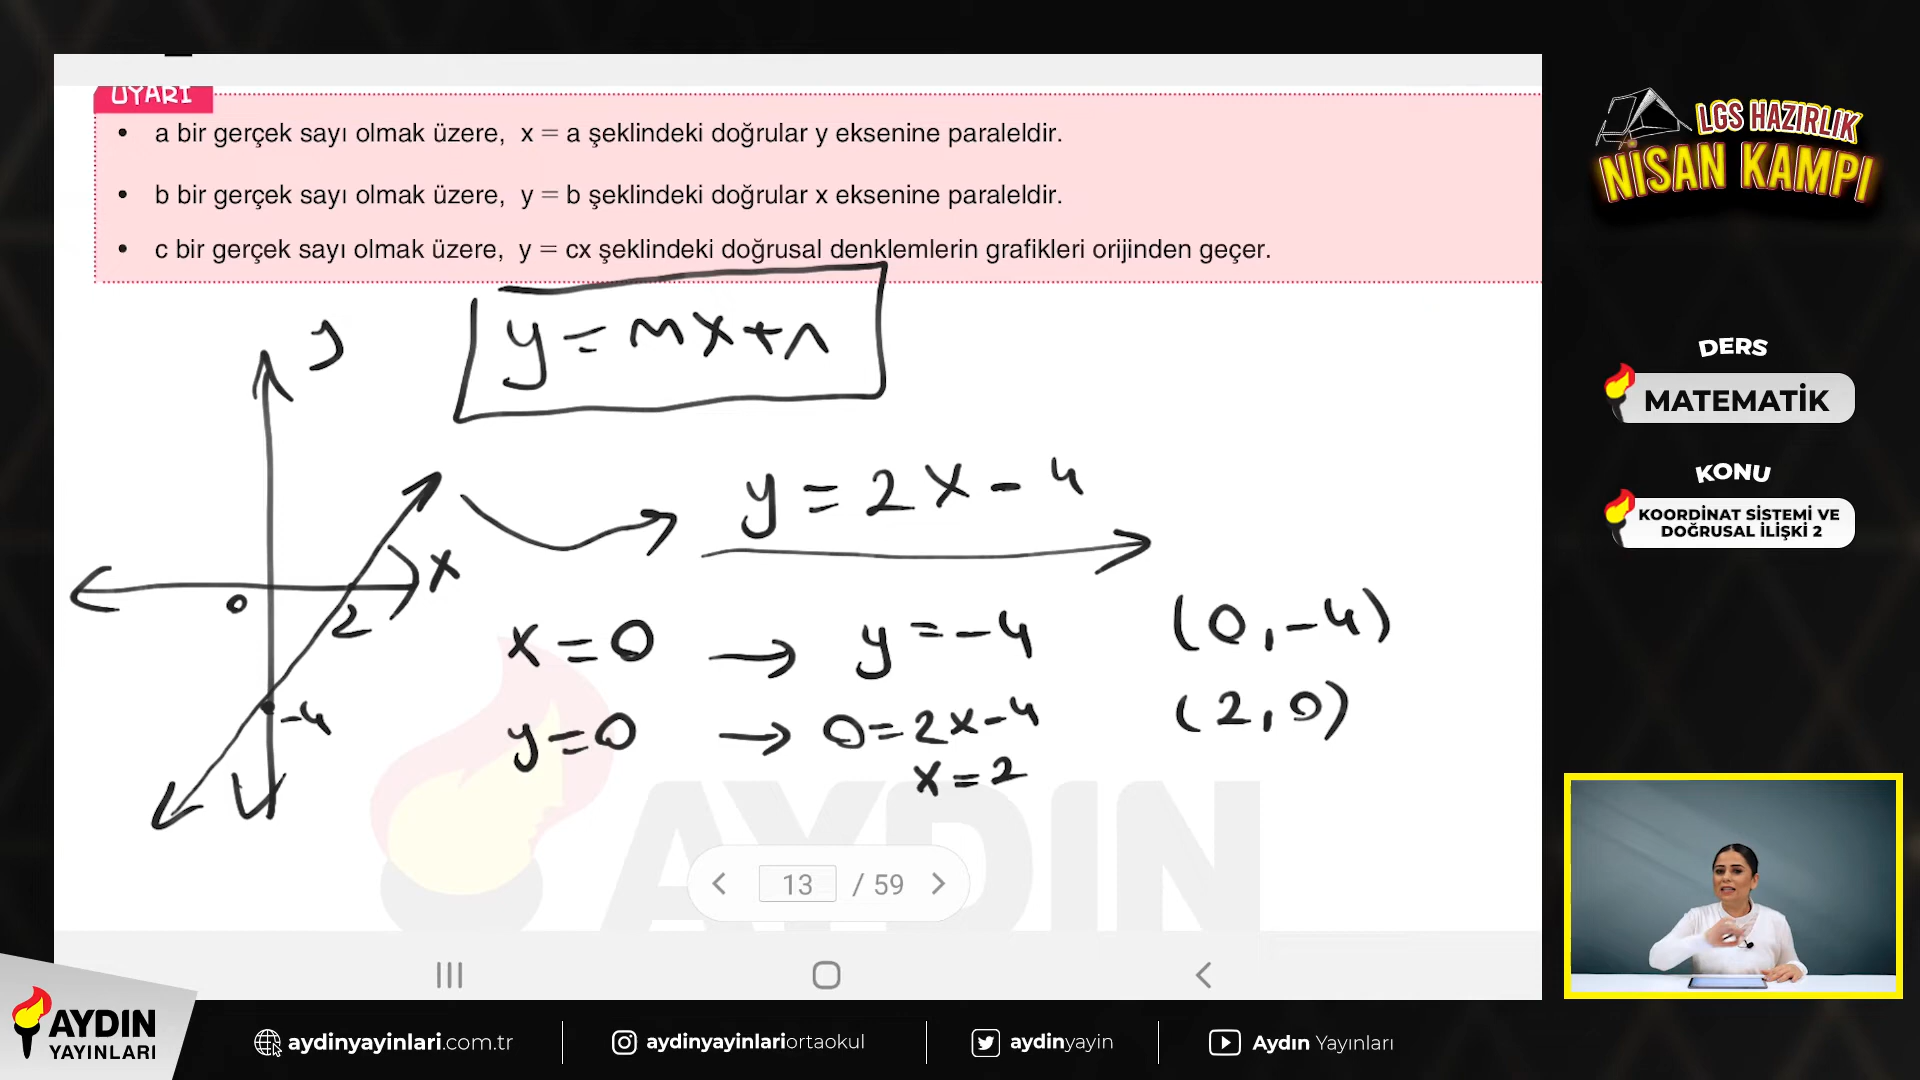 UYARI
• a bir gerçek sayı olmak üzere, x = a şeklindeki doğrular y eksenine paraleldir.
• b bir gerçek sayı olmak üzere, y = b şeklindeki doğrular x eksenine paraleldir.
• c bir gerçek sayı olmak üzere, y = cx şeklindeki doğrusal denklemlerin grafikleri orijinden geçer.
y = mx+n
y
x
0
2
-4
y = 2x - 4
x = 0 → y = -4 (0, -4)
y = 0 → 0 = 2x - 4 (2, 0)
x = 2
AYDIN
13 / 59
LGS HAZIRLIK
NİSAN KAMPI
DERS
MATEMATİK
KONU
KOORDİNAT SİSTEMİ VE
DOĞRUSAL İLİŞKİ 2
AYDIN
YAYINLARI
aydinyayinlari.com.tr
aydinyayinlariortaokul
aydinyayin
Aydın Yayınları